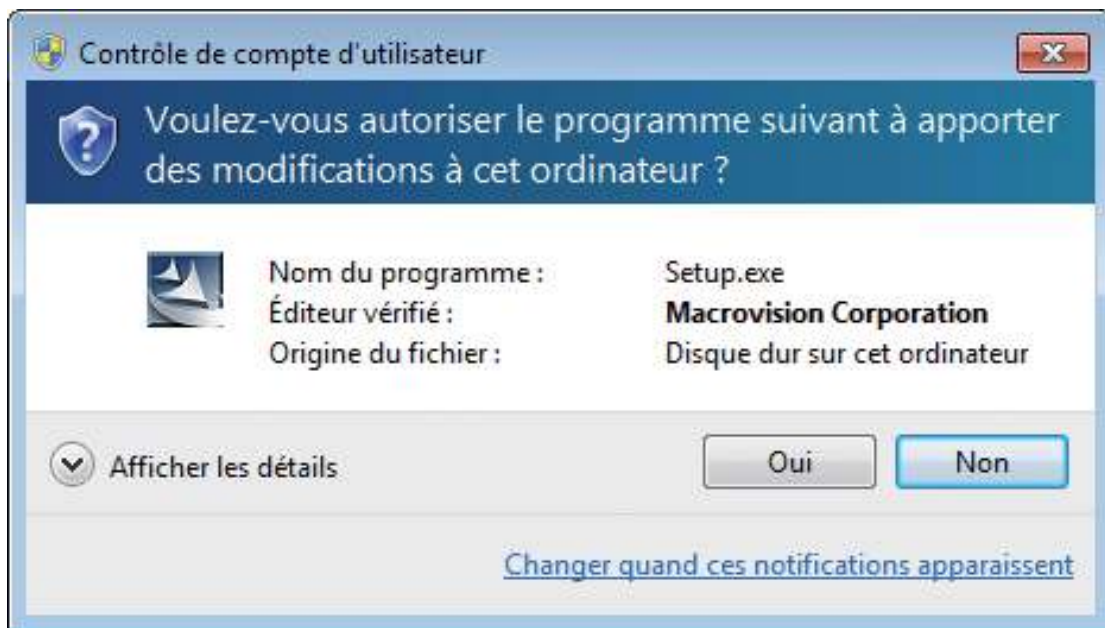 Contrôle de compte d'utilisateur
Voulez-vous autoriser le programme suivant à apporter
des modifications à cet ordinateur ?
Nom du programme : Setup.exe
Éditeur vérifié : Macrovision Corporation
Origine du fichier : Disque dur sur cet ordinateur
Afficher les détails Oui Non
Changer quand ces notifications apparaissent